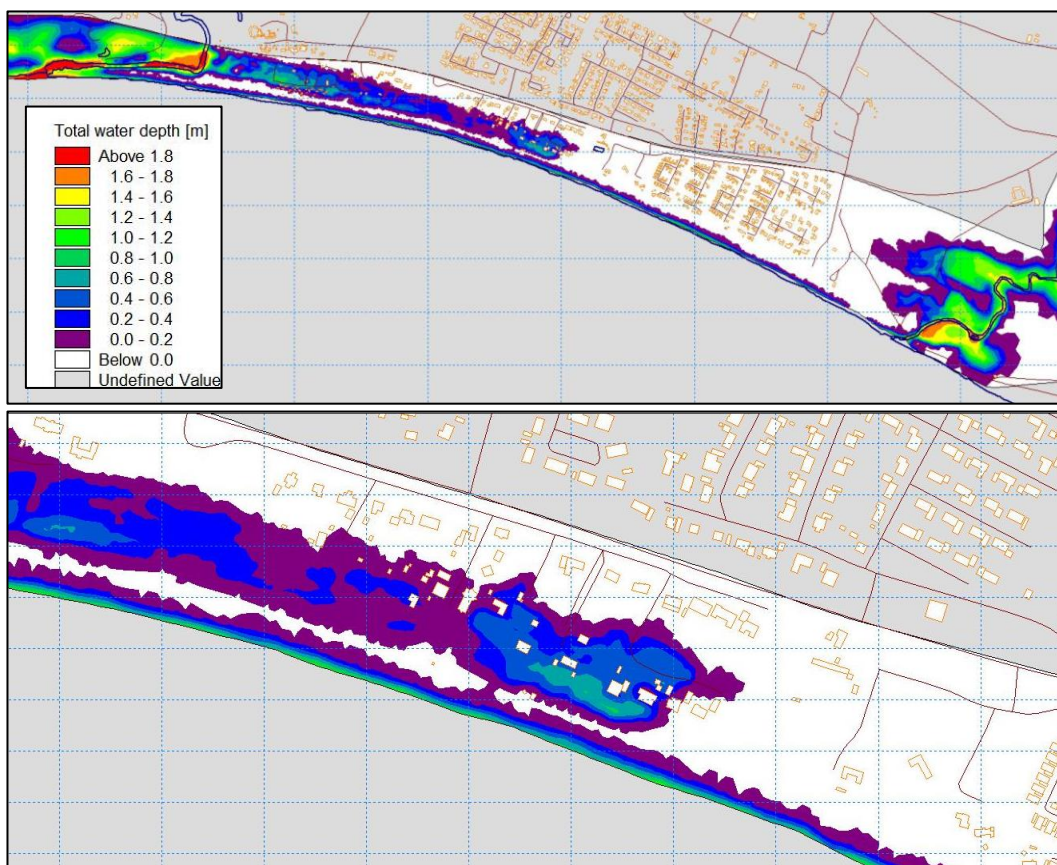 Total water depth [m]
Above 1.8
1.6 - 1.8
1.4 - 1.6
1.2 - 1.4
1.0 - 1.2
0.8 - 1.0
0.6 - 0.8
0.4 - 0.6
0.2 - 0.4
0.0 - 0.2
Below 0.0
Undefined Value